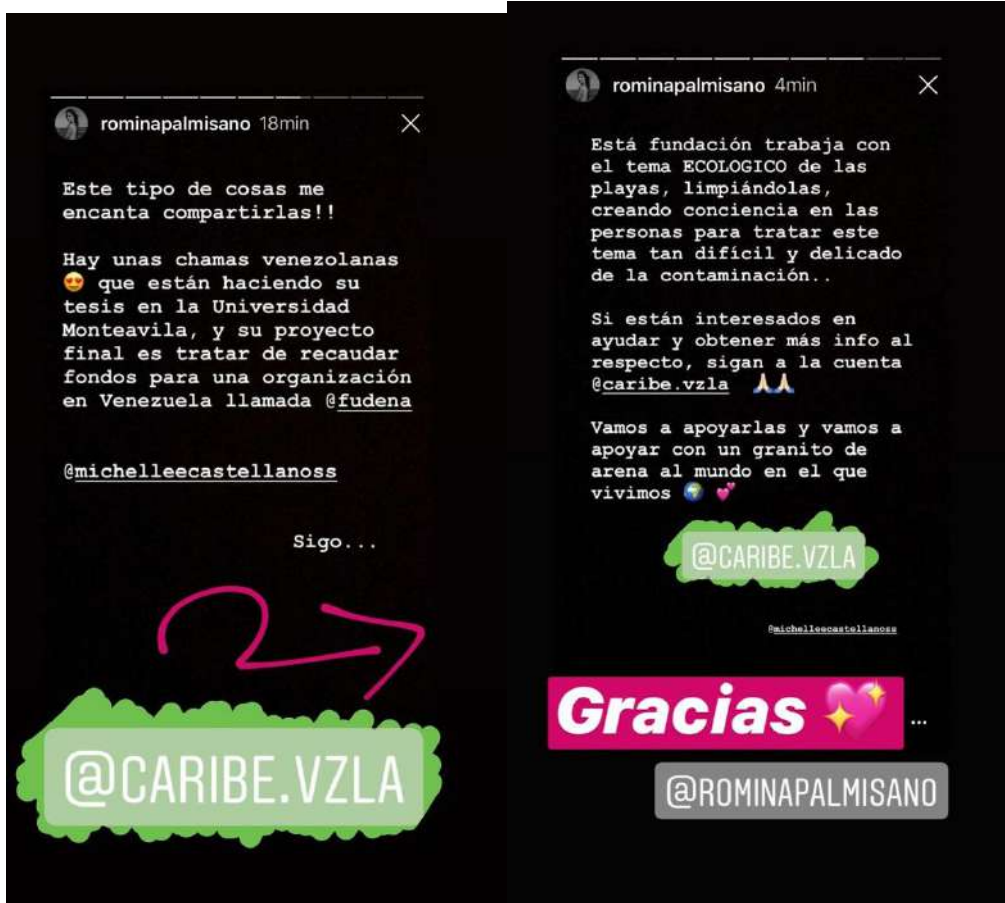 rominapalmisano 18min
Este tipo de cosas me
encanta compartirlas!!
Hay unas chamas venezolanas
😍 que están haciendo su
tesis en la Universidad
Monteavila, y su proyecto
final es tratar de recaudar
fondos para una organización
en Venezuela llamada @fudena
@michelleecastellanoss
Sigo...
@CARIBE.VZLA
rominapalmisano 4min
Está fundación trabaja con
el tema ECOLOGICO de las
playas, limpiándolas,
creando conciencia en las
personas para tratar este
tema tan difícil y delicado
de la contaminación..
Si están interesados en
ayudar y obtener más info al
respecto, sigan a la cuenta
@caribe.vzla 🙏🏻🙏🏻
Vamos a apoyarlas y vamos a
apoyar con un granito de
arena al mundo en el que
vivimos 🌍 💕
@CARIBE.VZLA
@michelleecastellanoss
Gracias 💖
...
@ROMINAPALMISANO